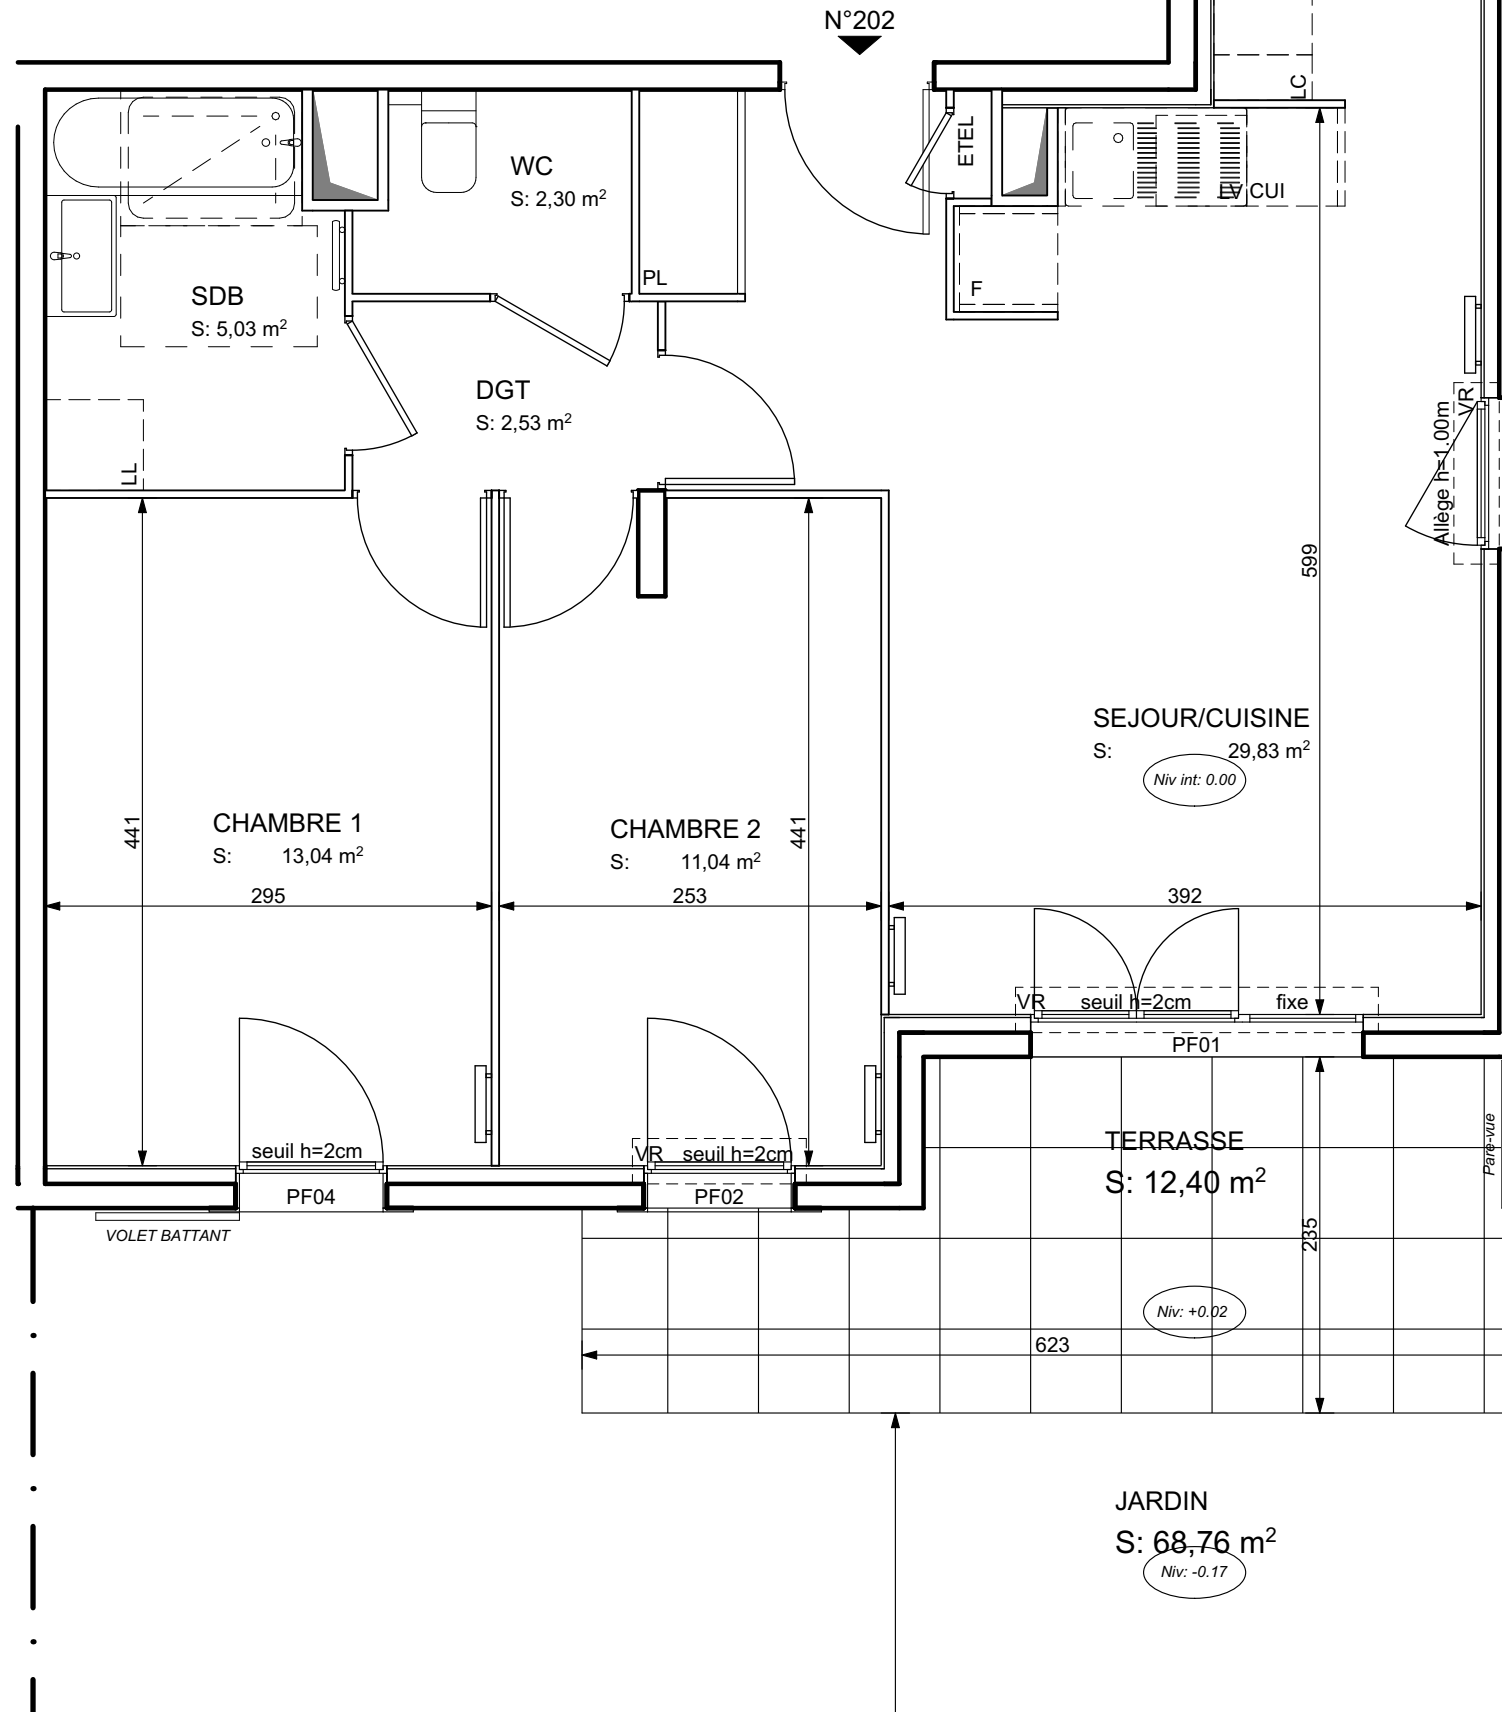 N°202
LC
ETEL
WC
S: 2,30 m²
LV CUI
PL
F
SDB
S: 5,03 m²
DGT
S: 2,53 m²
VR
Allège h=1.00m
LL
599
SEJOUR/CUISINE
S: 29,83 m²
Niv int: 0.00
CHAMBRE 1
S: 13,04 m²
441
CHAMBRE 2
S: 11,04 m²
441
295
253
392
VR seuil h=2cm fixe
PF01
seuil h=2cm
VR seuil h=2cm
PF04
PF02
VOLET BATTANT
TERRASSE
S: 12,40 m²
Pare-vue
235
Niv: +0.02
623
JARDIN
S: 68,76 m²
Niv: -0.17